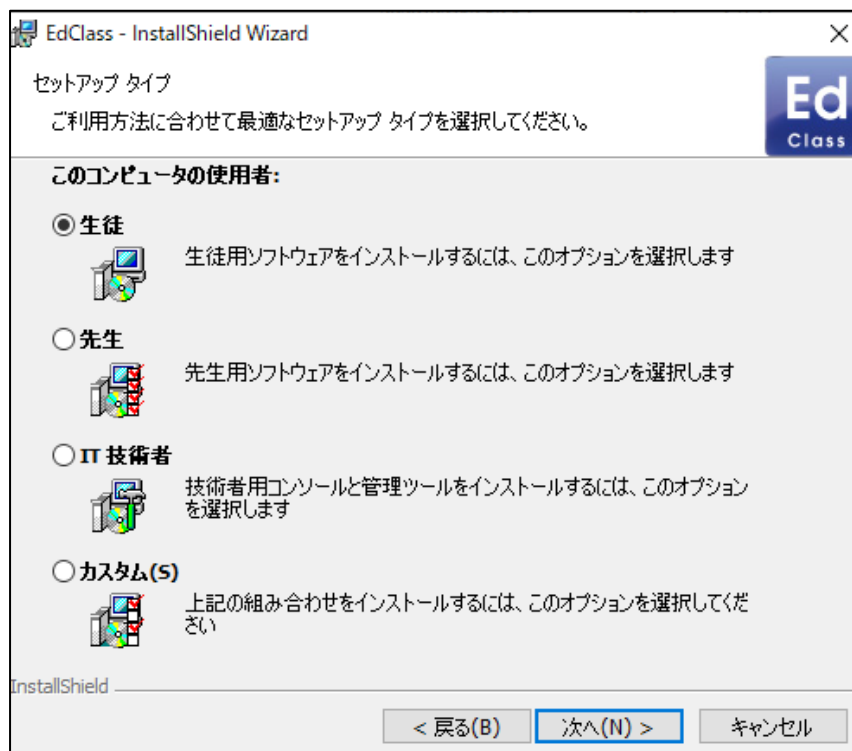 EdClass - InstallShield Wizard
セットアップ タイプ
ご利用方法に合わせて最適なセットアップ タイプを選択してください。
Ed
Class
このコンピュータの使用者:
生徒
生徒用ソフトウェアをインストールするには、このオプションを選択します
先生
先生用ソフトウェアをインストールするには、このオプションを選択します
IT 技術者
技術者用コンソールと管理ツールをインストールするには、このオプション
を選択します
カスタム(S)
上記の組み合わせをインストールするには、このオプションを選択してくだ
さい
InstallShield
< 戻る(B)
次へ(N) >
キャンセル